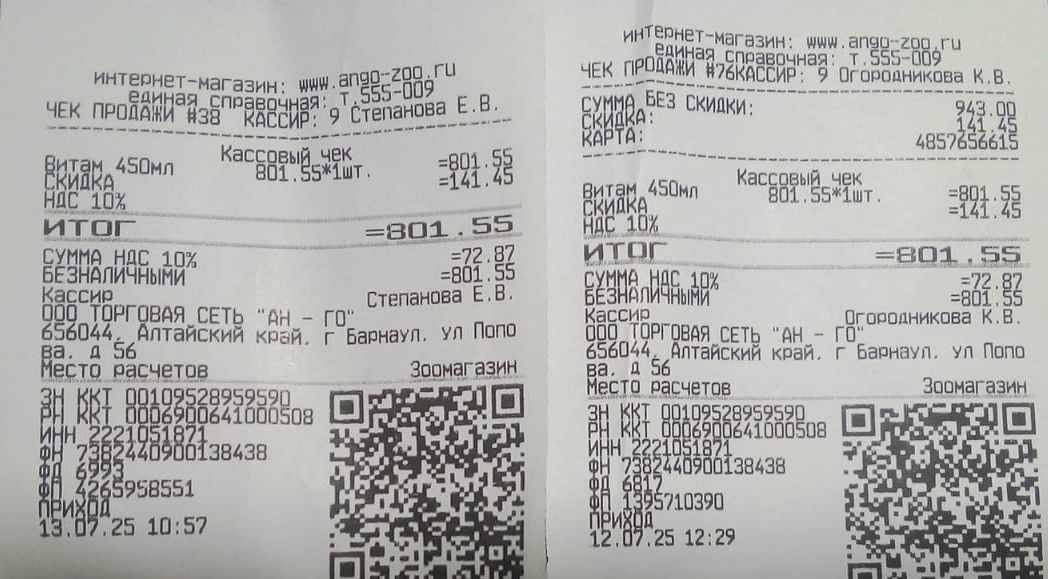 интернет-магазин: www.ango-zoo.ru
единая справочная: т.555-009
ЧЕК ПРОДАЖИ #38 КАССИР: 9 Степанова Е.В.
Кассовый чек
Витам 450мл 801.55*1шт. =801.55
СКИДКА =141.45
НДС 10%
ИТОГ =801.55
СУММА НДС 10% =72.87
БЕЗНАЛИЧНЫМИ =801.55
Кассир Степанова Е.В.
ООО ТОРГОВАЯ СЕТЬ "АН - ГО"
656044, Алтайский край, г Барнаул, ул Попо
ва, д 56
Место расчетов Зоомагазин
ЗН ККТ 00109528959590
РН ККТ 0006900641000508
ИНН 2221051871
ФН 7382440900138438
ФД 6993
ФП 4265958551
ПРИХОД
13.07.25 10:57
интернет-магазин: www.ango-zoo.ru
единая справочная: т.555-009
ЧЕК ПРОДАЖИ #76КАССИР: 9 Огородникова К.В.
СУММА БЕЗ СКИДКИ: 943.00
СКИДКА: 141.45
КАРТА: 4857656615
Кассовый чек
Витам 450мл 801.55*1шт. =801.55
СКИДКА =141.45
НДС 10%
ИТОГ =801.55
СУММА НДС 10% =72.87
БЕЗНАЛИЧНЫМИ =801.55
Кассир Огородникова К.В.
ООО ТОРГОВАЯ СЕТЬ "АН - ГО"
656044, Алтайский край, г Барнаул, ул Попо
ва, д 56
Место расчетов Зоомагазин
ЗН ККТ 00109528959590
РН ККТ 0006900641000508
ИНН 2221051871
ФН 7382440900138438
ФД 6817
ФП 1395710390
ПРИХОД
12.07.25 12:29